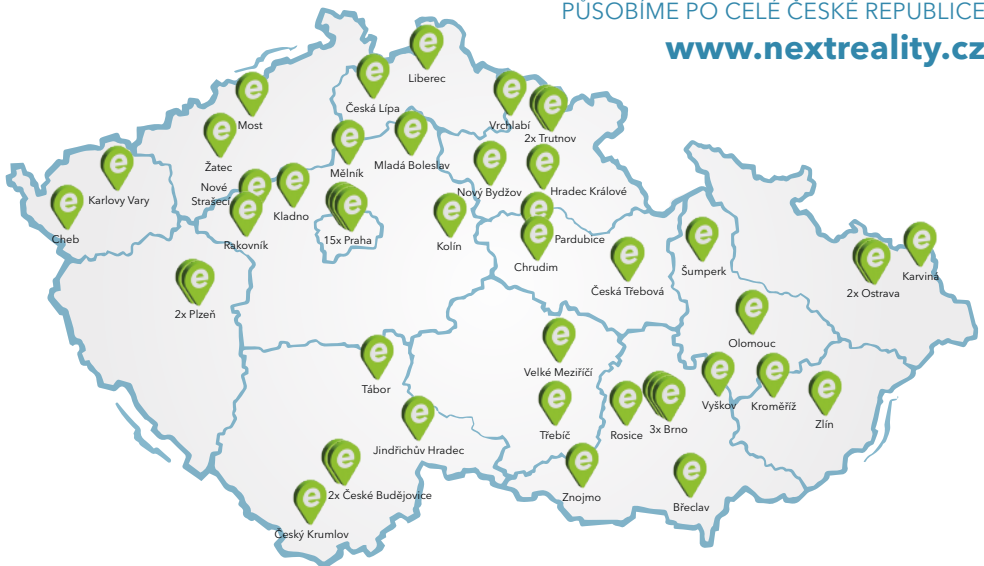 PŮSOBÍME PO CELÉ ČESKÉ REPUBLICE
www.nextreality.cz
Liberec
Česká Lípa
Most
Vrchlabí
2x Trutnov
Žatec
Mělník
Mladá Boleslav
Karlovy Vary
Nové
Strašecí
Kladno
Nový Bydžov
Hradec Králové
Cheb
Rakovník
15x Praha
Kolín
Pardubice
Chrudim
Šumperk
Karviná
Česká Třebová
2x Ostrava
2x Plzeň
Olomouc
Velké Meziříčí
Tábor
Vyškov
Kroměříž
Zlín
Třebíč
Rosice
3x Brno
Jindřichův Hradec
2x České Budějovice
Znojmo
Břeclav
Český Krumlov